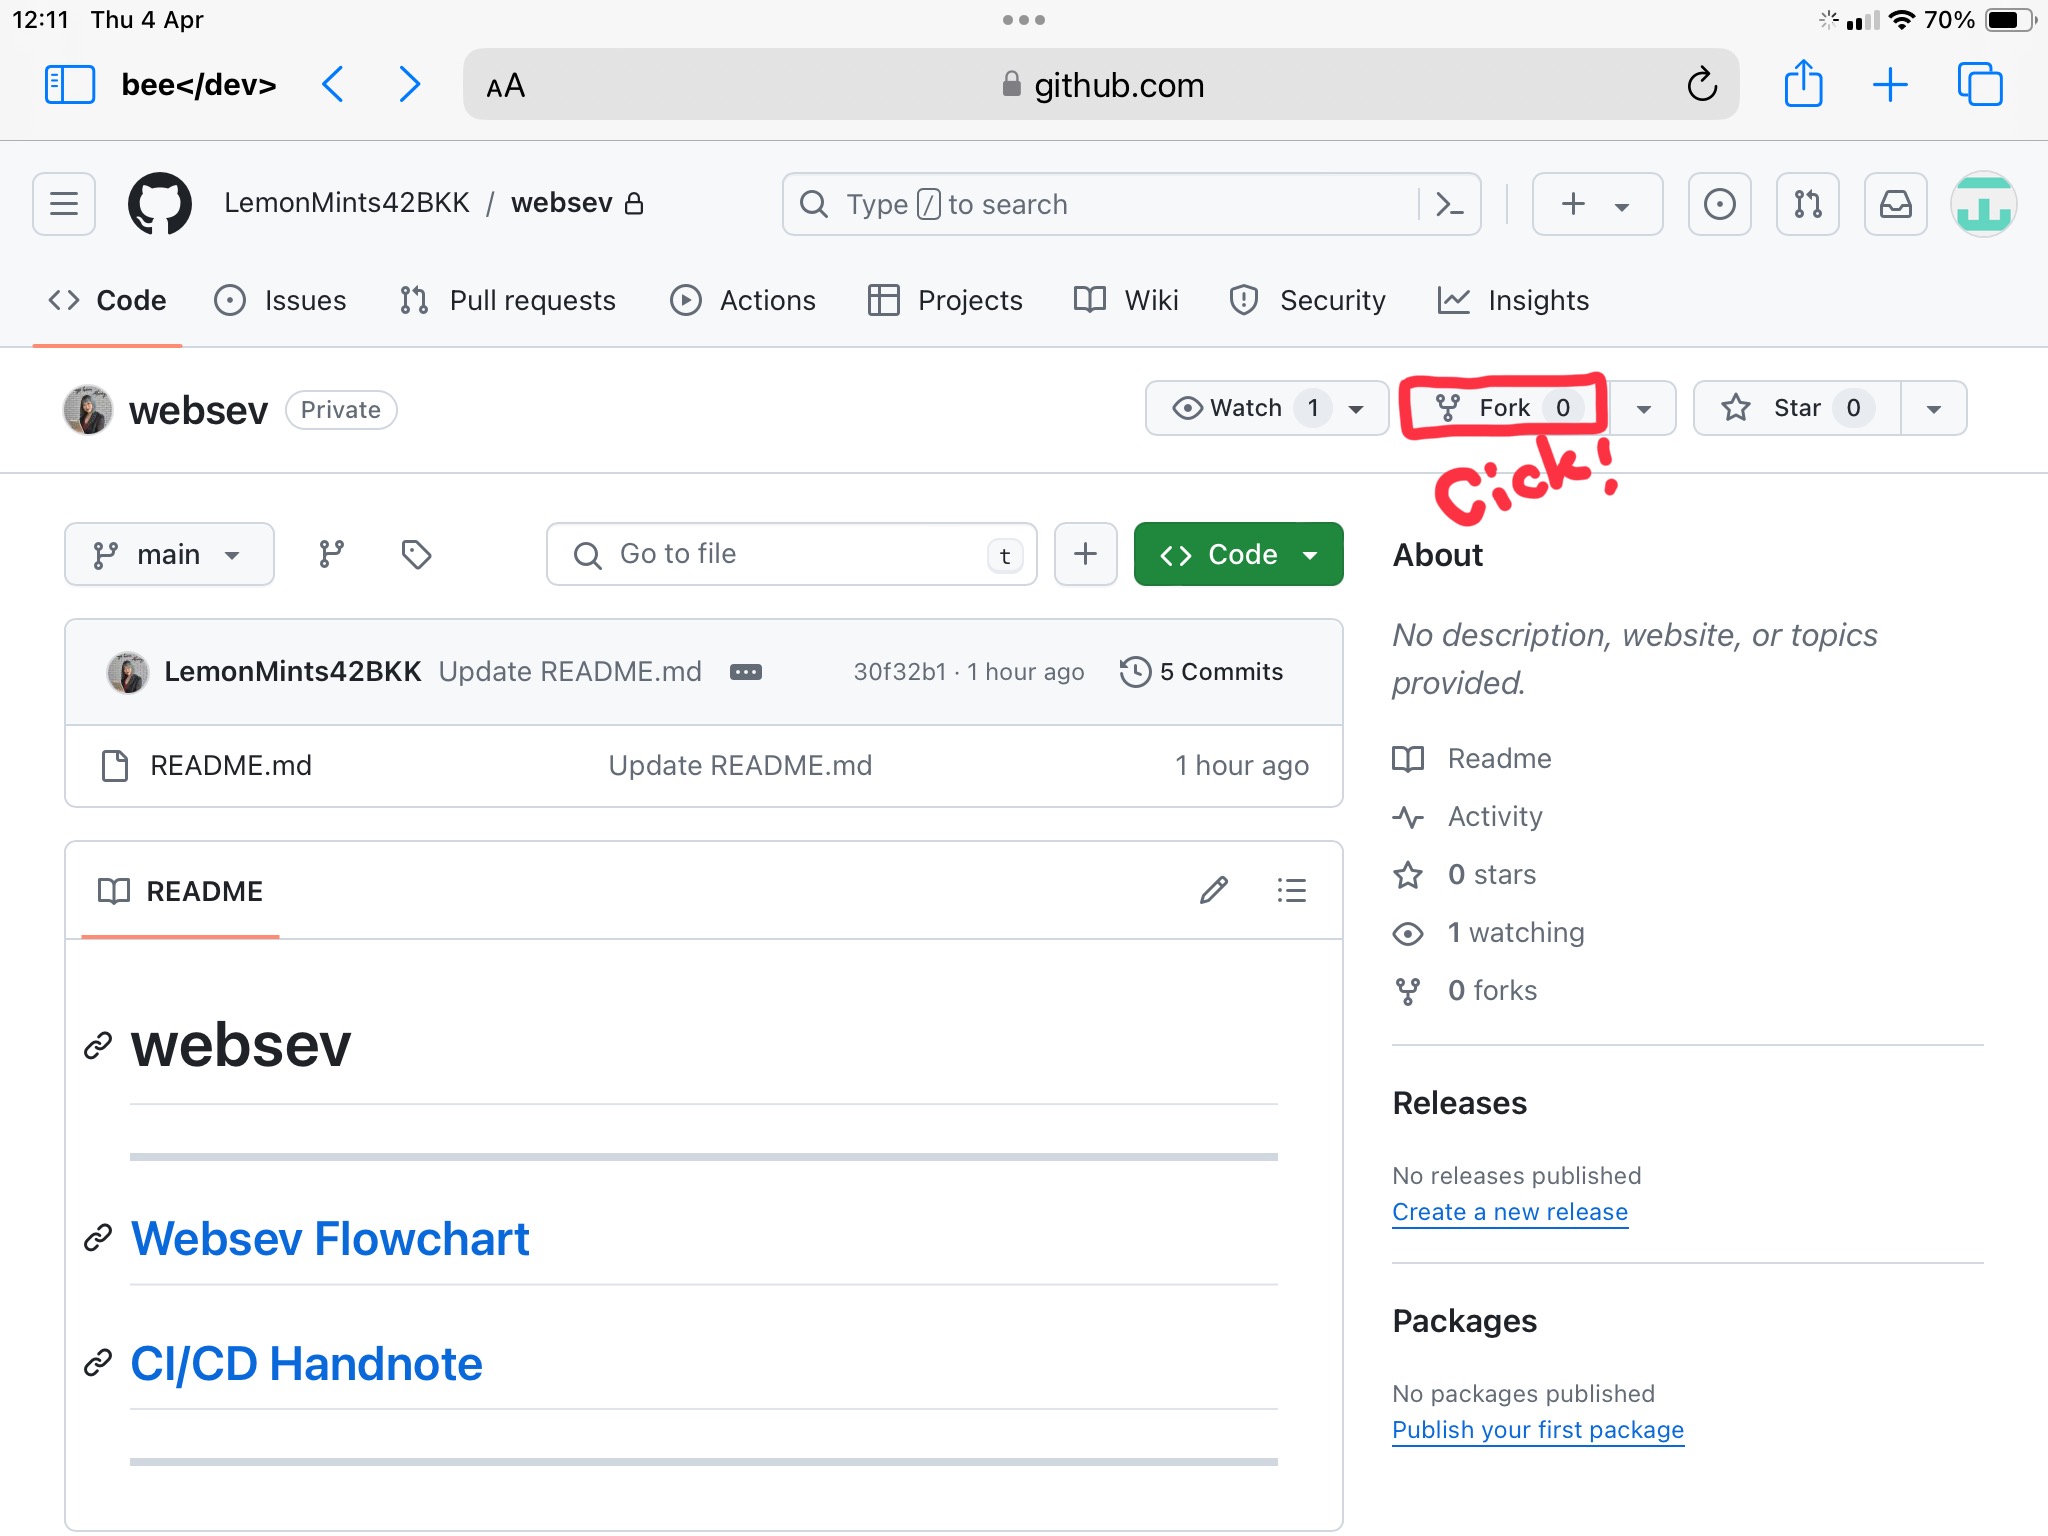 12:11 Thu 4 Apr
70%
bee</dev>
AA
github.com
LemonMints42BKK / websev
Type / to search
Code
Issues
Pull requests
Actions
Projects
Wiki
Security
Insights
websev Private
Watch 1
Fork 0
Star 0
Cick!
main
Go to file
t
Code
LemonMints42BKK Update README.md
30f32b1 · 1 hour ago
5 Commits
README.md
Update README.md
1 hour ago
README
websev
Websev Flowchart
CI/CD Handnote
About
No description, website, or topics
provided.
Readme
Activity
0 stars
1 watching
0 forks
Releases
No releases published
Create a new release
Packages
No packages published
Publish your first package